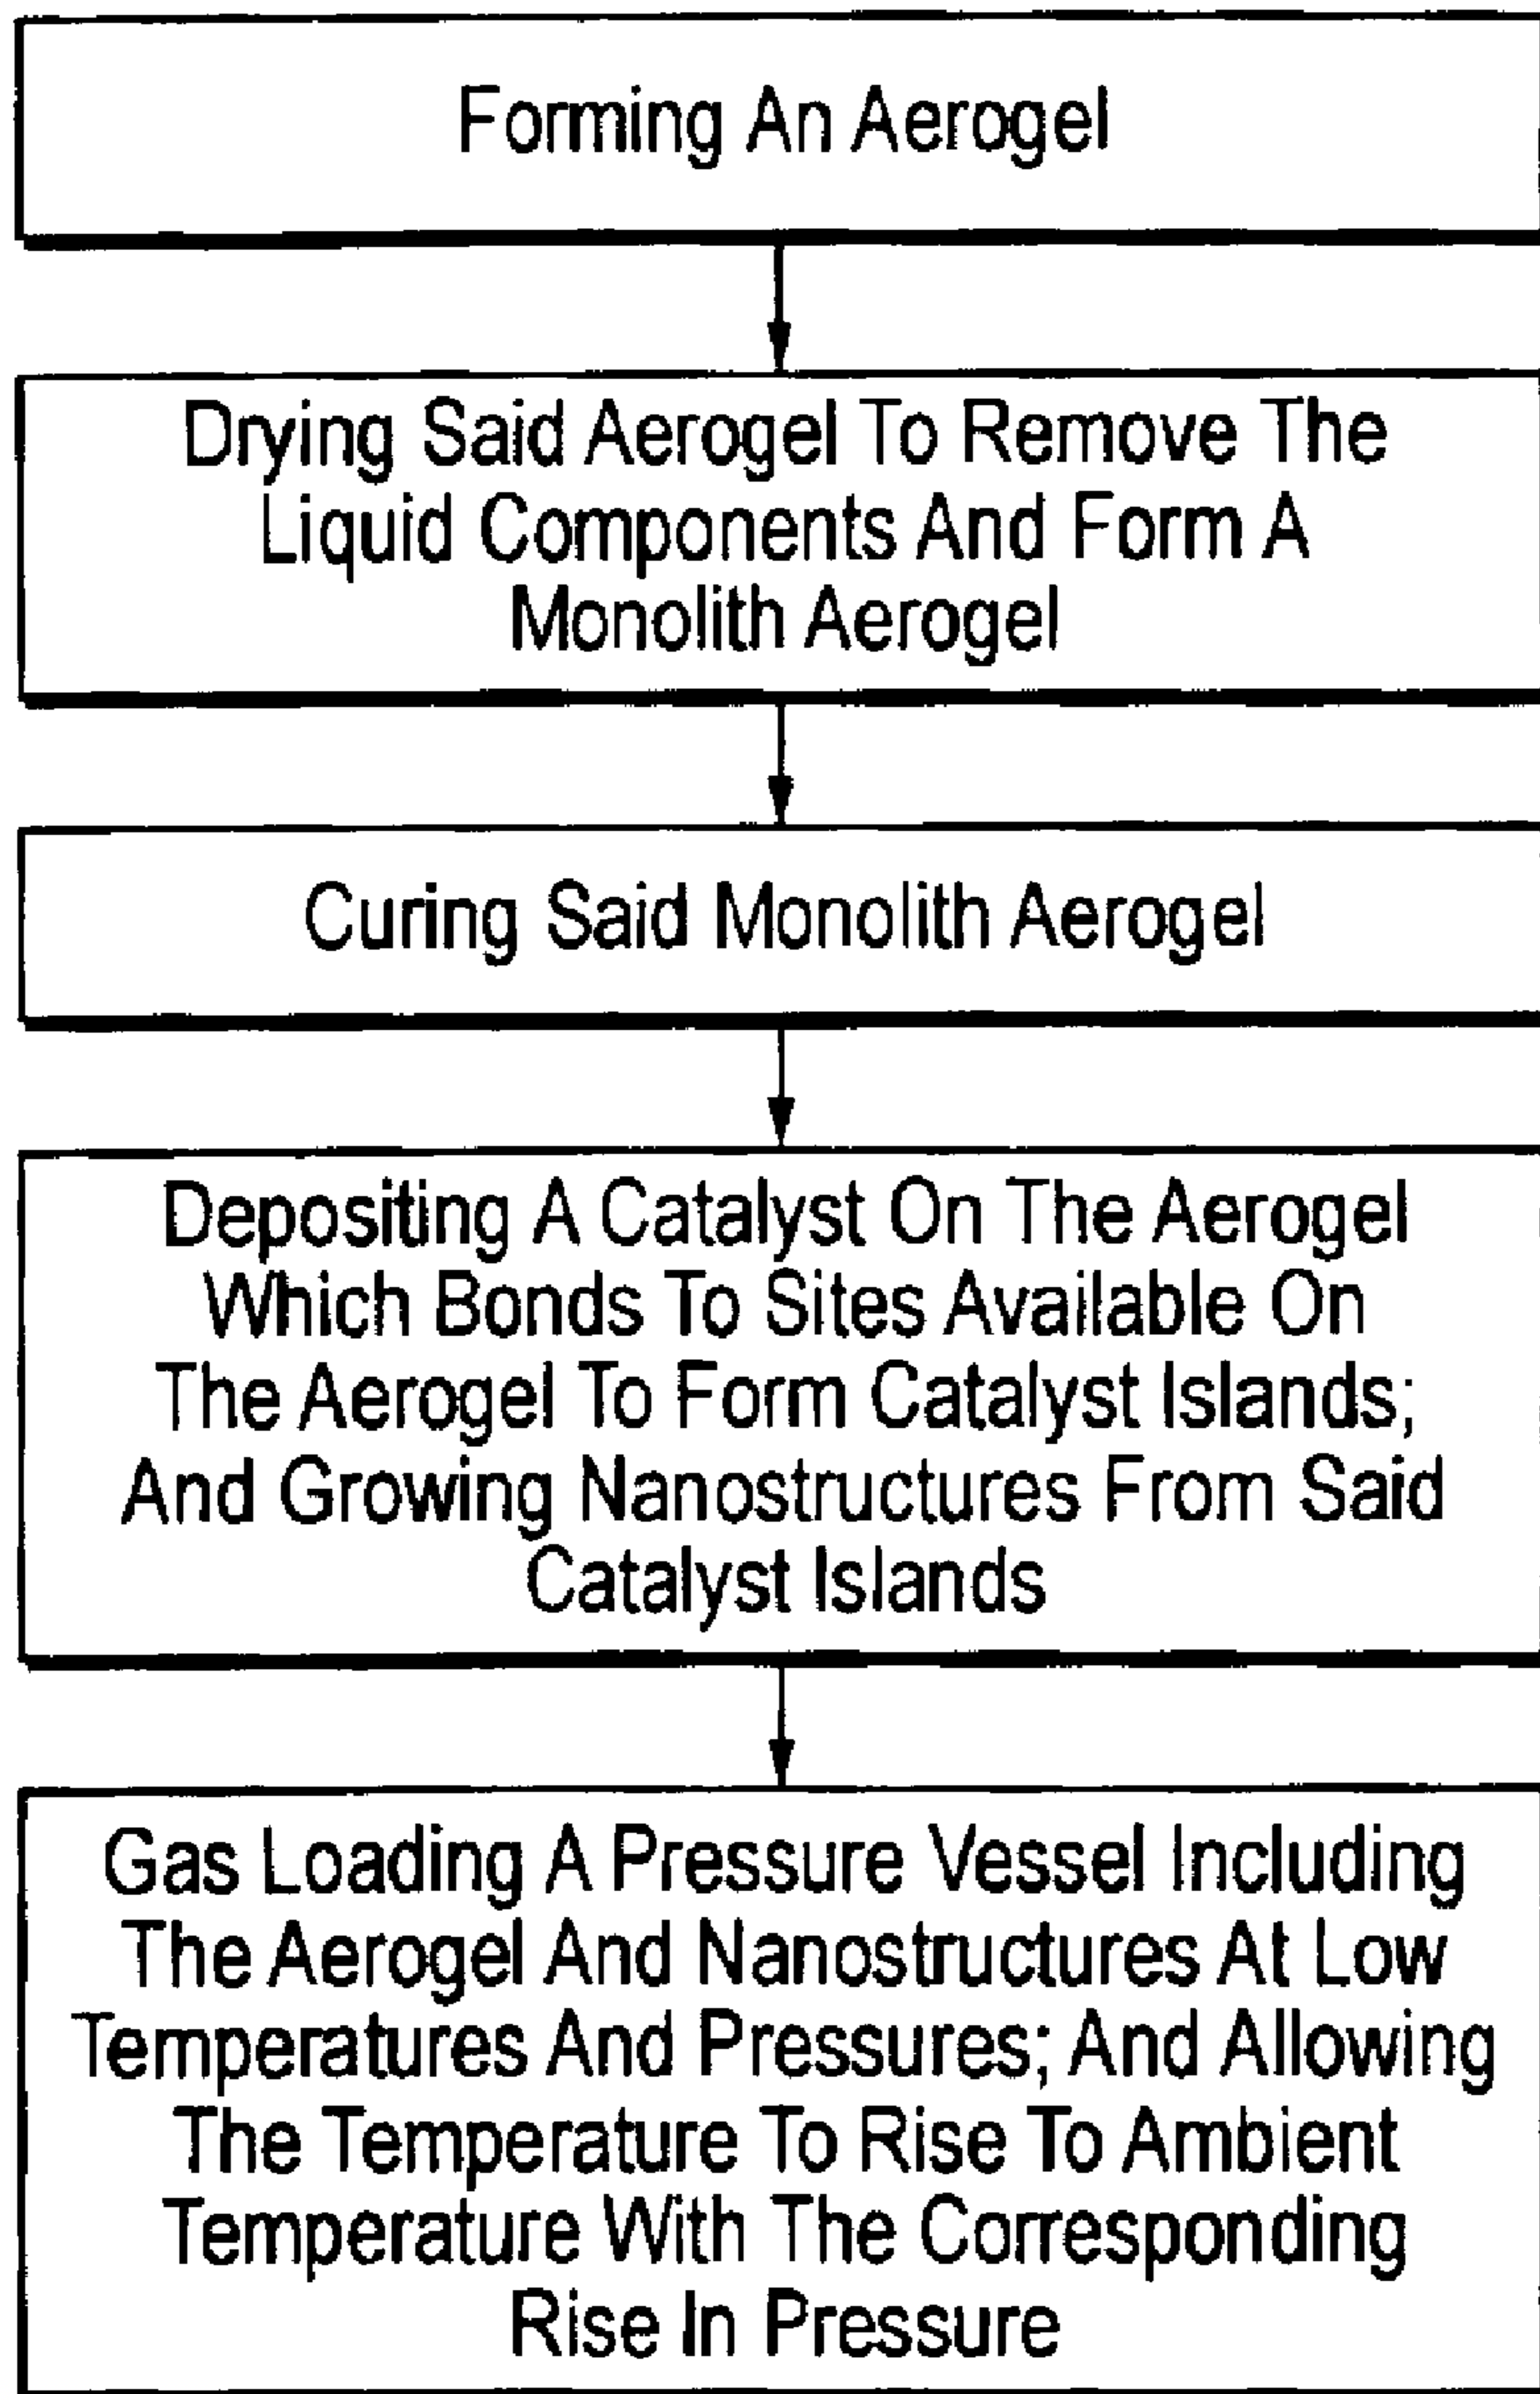 Forming An Aerogel
Drying Said Aerogel To Remove The
Liquid Components And Form A
Monolith Aerogel
Curing Said Monolith Aerogel
Depositing A Catalyst On The Aerogel
Which Bonds To Sites Available On
The Aerogel To Form Catalyst Islands;
And Growing Nanostructures From Said
Catalyst Islands
Gas Loading A Pressure Vessel Including
The Aerogel And Nanostructures At Low
Temperatures And Pressures; And Allowing
The Temperature To Rise To Ambient
Temperature With The Corresponding
Rise In Pressure